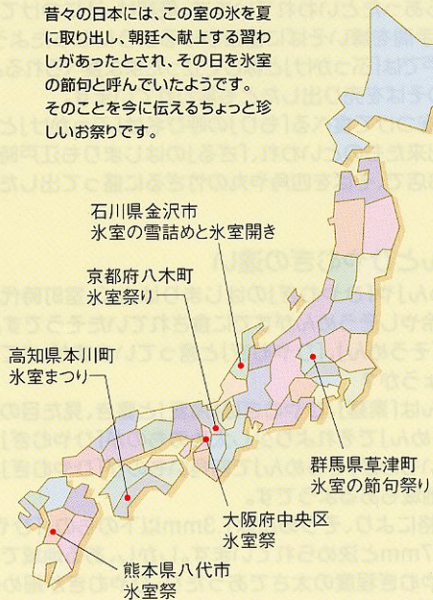 昔々の日本には、この室の氷を夏
に取り出し、朝廷へ献上する習わ
しがあったとされ、その日を氷室
の節句と呼んでいたようです。
そのことを今に伝えるちょっと珍
しいお祭りです。
石川県金沢市
氷室の雪詰めと氷室開き
京都府八木町
氷室祭り
高知県本川町
氷室まつり
群馬県草津町
氷室の節句祭り
大阪府中央区
氷室祭
熊本県八代市
氷室祭